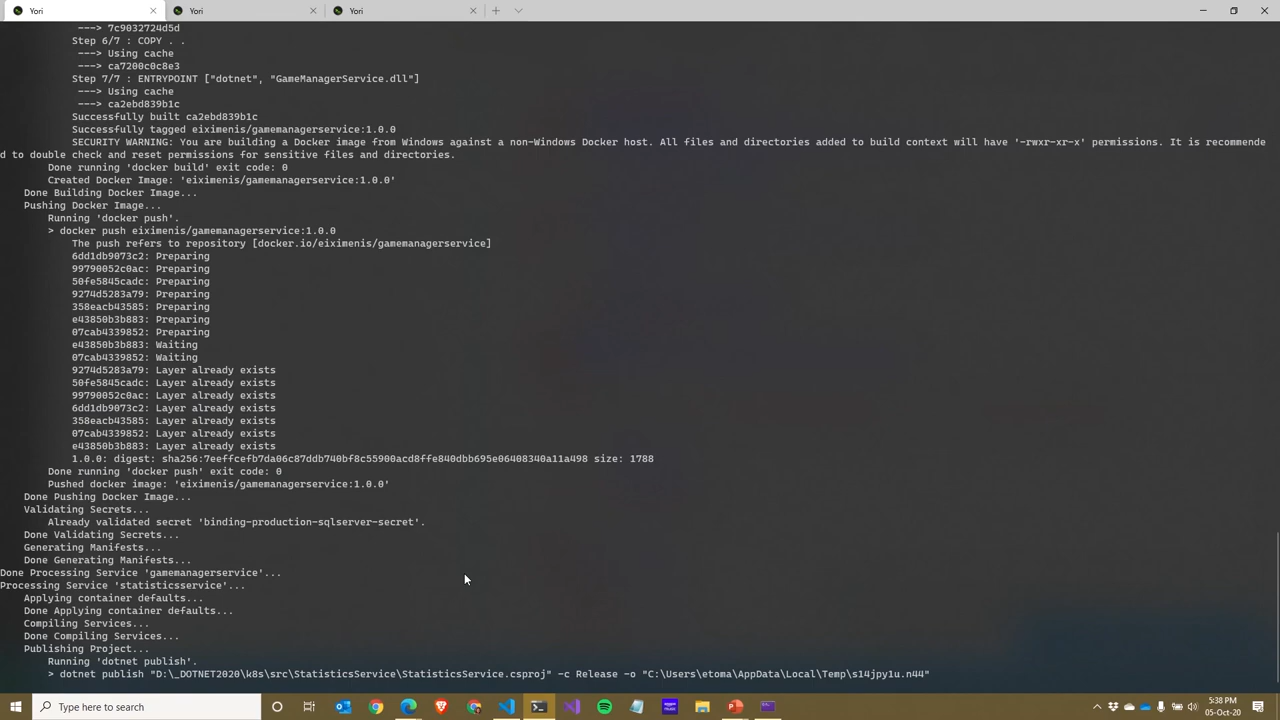 Yori
Yori
Yori
---> 7c9032724d5d
Step 6/7 : COPY . .
---> Using cache
---> ca7200c0c8e3
Step 7/7 : ENTRYPOINT ["dotnet", "GameManagerService.dll"]
---> Using cache
---> ca2ebd839b1c
Successfully built ca2ebd839b1c
Successfully tagged eiximenis/gamemanagerservice:1.0.0
SECURITY WARNING: You are building a Docker image from Windows against a non-Windows Docker host. All files and directories added to build context will have '-rwxr-xr-x' permissions. It is recommende
d to double check and reset permissions for sensitive files and directories.
Done running 'docker build' exit code: 0
Created Docker Image: 'eiximenis/gamemanagerservice:1.0.0'
Done Building Docker Image...
Pushing Docker Image...
Running 'docker push'.
> docker push eiximenis/gamemanagerservice:1.0.0
The push refers to repository [docker.io/eiximenis/gamemanagerservice]
6dd1db9073c2: Preparing
99790052c0ac: Preparing
50fe5845cadc: Preparing
9274d5283a79: Preparing
358eacb43585: Preparing
e43850b3b883: Preparing
07cab4339852: Preparing
e43850b3b883: Waiting
07cab4339852: Waiting
9274d5283a79: Layer already exists
50fe5845cadc: Layer already exists
99790052c0ac: Layer already exists
6dd1db9073c2: Layer already exists
358eacb43585: Layer already exists
07cab4339852: Layer already exists
e43850b3b883: Layer already exists
1.0.0: digest: sha256:7eeffcefb7da06c87ddb740bf8c55900acd8ffe840dbb695e06408340a11a498 size: 1788
Done running 'docker push' exit code: 0
Pushed docker image: 'eiximenis/gamemanagerservice:1.0.0'
Done Pushing Docker Image...
Validating Secrets...
Already validated secret 'binding-production-sqlserver-secret'.
Done Validating Secrets...
Generating Manifests...
Done Generating Manifests...
Done Processing Service 'gamemanagerservice'...
Processing Service 'statisticsservice'...
Applying container defaults...
Done Applying container defaults...
Compiling Services...
Done Compiling Services...
Publishing Project...
Running 'dotnet publish'.
> dotnet publish "D:\_DOTNET2020\k8s\src\StatisticsService\StatisticsService.csproj" -c Release -o "C:\Users\etoma\AppData\Local\Temp\s14jpy1u.n44"
Type here to search
5:38 PM
05-Oct-20